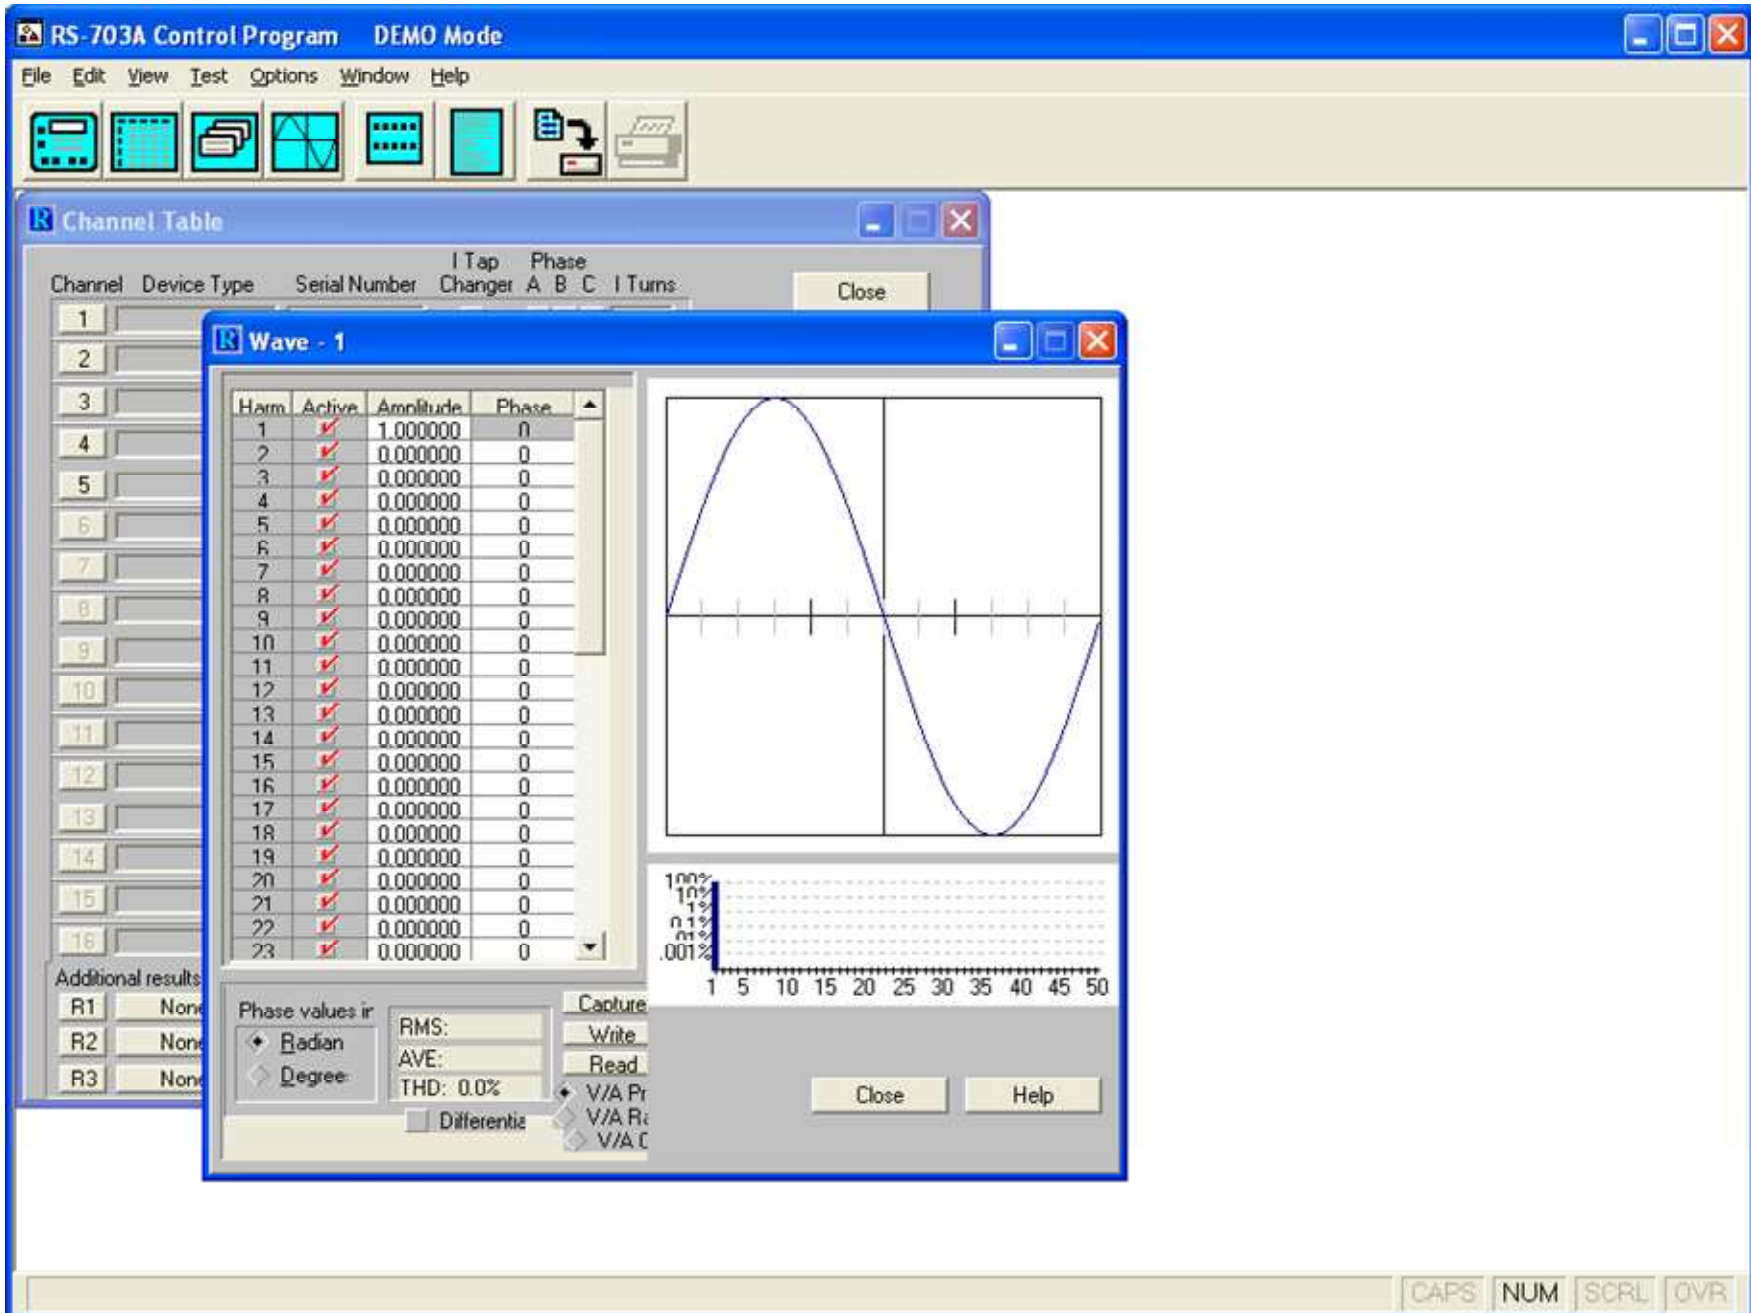 RS-703A Control Program DEMO Mode
File Edit View Test Options Window Help
Channel Table
I Tap Phase
Channel Device Type Serial Number Changer A B C I Turns
Close
1
2
3
4
5
6
7
8
9
10
11
12
13
14
15
16
Additional results
R1 None
R2 None
R3 None
Wave - 1
Harm Active Amplitude Phase
1 1.000000 0
2 0.000000 0
3 0.000000 0
4 0.000000 0
5 0.000000 0
6 0.000000 0
7 0.000000 0
8 0.000000 0
9 0.000000 0
10 0.000000 0
11 0.000000 0
12 0.000000 0
13 0.000000 0
14 0.000000 0
15 0.000000 0
16 0.000000 0
17 0.000000 0
18 0.000000 0
19 0.000000 0
20 0.000000 0
21 0.000000 0
22 0.000000 0
23 0.000000 0
100%
10%
1%
0.1%
.01%
.001%
1 5 10 15 20 25 30 35 40 45 50
Phase values ir
Radian
Degree
RMS:
AVE:
THD: 0.0%
Differentia
Capture
Write
Read
V/A Pr
V/A Ra
V/A C
Close Help
CAPS NUM SCRL OVR